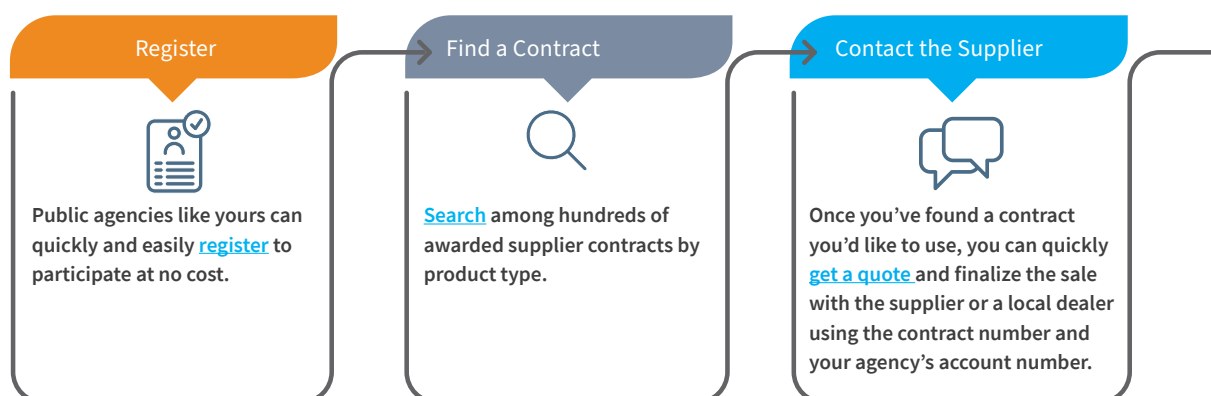 Register
Public agencies like yours can
quickly and easily register to
participate at no cost.
Find a Contract
Search among hundreds of
awarded supplier contracts by
product type.
Contact the Supplier
Once you’ve found a contract
you’d like to use, you can quickly
get a quote and finalize the sale
with the supplier or a local dealer
using the contract number and
your agency’s account number.